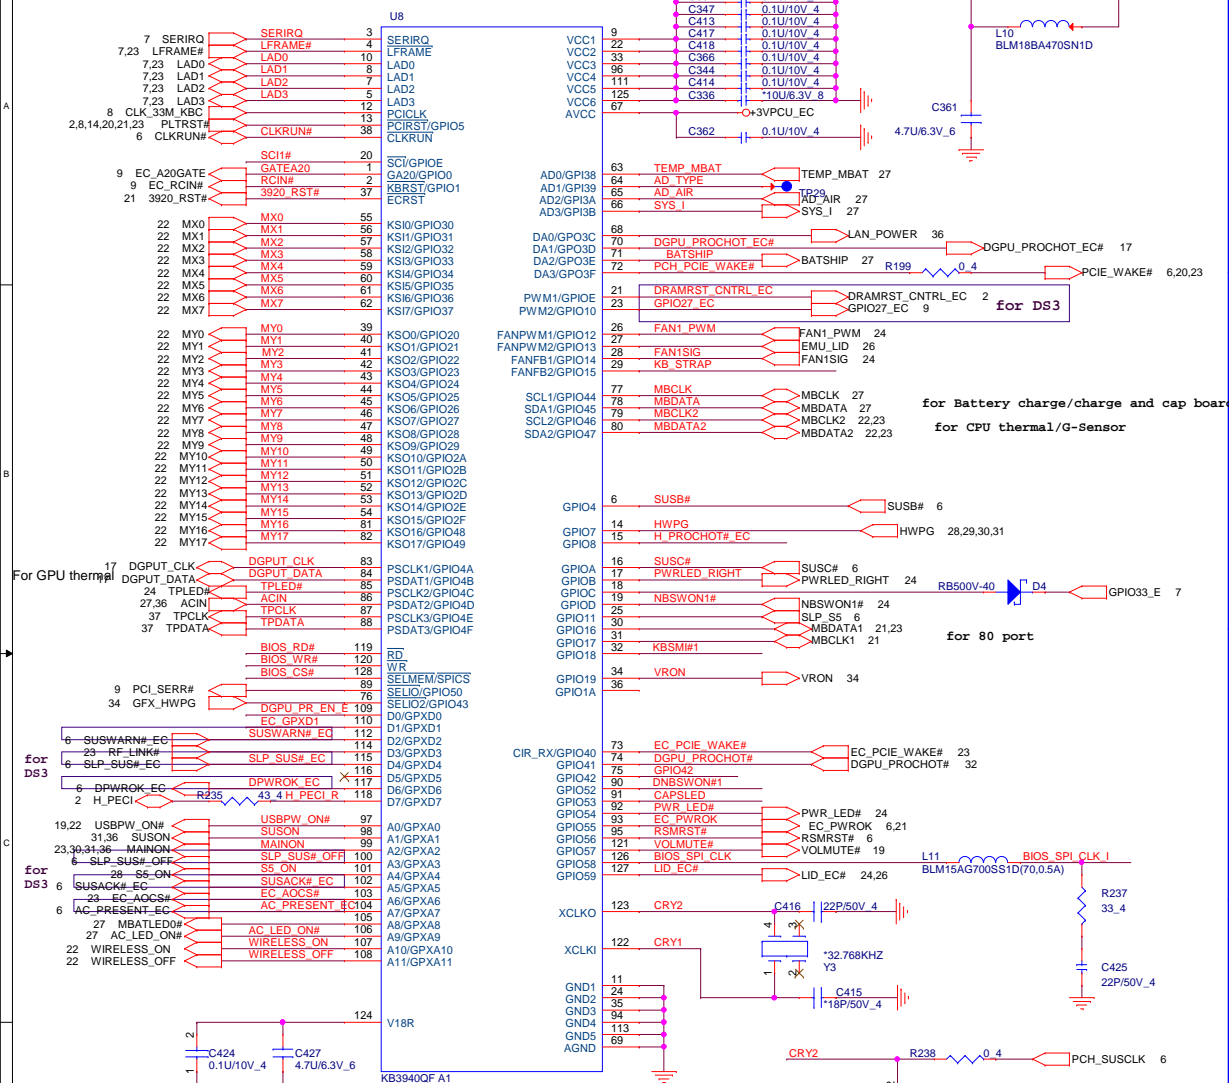 U8
C347 0.1U/10V_4
C413 0.1U/10V_4
C417 0.1U/10V_4
C418 0.1U/10V_4
C366 0.1U/10V_4
C344 0.1U/10V_4
C414 0.1U/10V_4
C336 *10U/6.3V_8
+3VPCU_EC
C362 0.1U/10V_4
L10
BLM18BA470SN1D
C361
4.7U/6.3V_6
A
B
C
7 SERIRQ SERIRQ 3 SERIRQ
7,23 LFRAME# LFRAME# 4 LFRAME
7,23 LAD0 LAD0 10 LAD0
7,23 LAD1 LAD1 8 LAD1
7,23 LAD2 LAD2 7 LAD2
7,23 LAD3 LAD3 5 LAD3
8 CLK_33M_KBC 12 PCICLK
2,8,14,20,21,23 PLTRST# 13 PCIRST/GPIO5
6 CLKRUN# CLKRUN# 38 CLKRUN
SCI1# 20 SCI/GPIOE
9 EC_A20GATE GATEA20 1 GA20/GPIO0
9 EC_RCIN# RCIN# 2 KBRST/GPIO1
21 3920_RST# 3920_RST# 37 ECRST
22 MX0 MX0 55 KSI0/GPIO30
22 MX1 MX1 56 KSI1/GPIO31
22 MX2 MX2 57 KSI2/GPIO32
22 MX3 MX3 58 KSI3/GPIO33
22 MX4 MX4 59 KSI4/GPIO34
22 MX5 MX5 60 KSI5/GPIO35
22 MX6 MX6 61 KSI6/GPIO36
22 MX7 MX7 62 KSI7/GPIO37
22 MY0 MY0 39 KSO0/GPIO20
22 MY1 MY1 40 KSO1/GPIO21
22 MY2 MY2 41 KSO2/GPIO22
22 MY3 MY3 42 KSO3/GPIO23
22 MY4 MY4 43 KSO4/GPIO24
22 MY5 MY5 44 KSO5/GPIO25
22 MY6 MY6 45 KSO6/GPIO26
22 MY7 MY7 46 KSO7/GPIO27
22 MY8 MY8 47 KSO8/GPIO28
22 MY9 MY9 48 KSO9/GPIO29
22 MY10 MY10 49 KSO10/GPIO2A
22 MY11 MY11 50 KSO11/GPIO2B
22 MY12 MY12 51 KSO12/GPIO2C
22 MY13 MY13 52 KSO13/GPIO2D
22 MY14 MY14 53 KSO14/GPIO2E
22 MY15 MY15 54 KSO15/GPIO2F
22 MY16 MY16 81 KSO16/GPIO48
22 MY17 MY17 82 KSO17/GPIO49
For GPU thermal
17 DGPUT_CLK DGPUT_CLK 83 PSCLK1/GPIO4A
17 DGPUT_DATA DGPUT_DATA 84 PSDAT1/GPIO4B
24 TPLED# TPLED# 85 PSCLK2/GPIO4C
27,36 ACIN ACIN 86 PSDAT2/GPIO4D
37 TPCLK TPCLK 87 PSCLK3/GPIO4E
37 TPDATA TPDATA 88 PSDAT3/GPIO4F
BIOS_RD# 119 RD
BIOS_WR# 120 WR
BIOS_CS# 128 SELMEM/SPICS
9 PCI_SERR# 89 SELIO/GPIO50
34 GFX_HWPG 76 SELIO2/GPIO43
DGPU_PR_EN_E 109 D0/GPXD0
EC_GPXD1 110 D1/GPXD1
6 SUSWARN#_EC SUSWARN#_EC 112 D2/GPXD2
23 RF_LINK# 114 D3/GPXD3
6 SLP_SUS#_EC SLP_SUS#_EC 115 D4/GPXD4
116 D5/GPXD5
6 DPWROK_EC DPWROK_EC 117 D6/GPXD6
2 H_PECI R235 43_4 H_PECI_R 118 D7/GPXD7
for
DS3
19,22 USBPW_ON# USBPW_ON# 97 A0/GPXA0
31,36 SUSON SUSON 98 A1/GPXA1
23,30,31,36 MAINON MAINON 99 A2/GPXA2
6 SLP_SUS#_OFF SLP_SUS#_OFF 100 A3/GPXA3
28 S5_ON S5_ON 101 A4/GPXA4
6 SUSACK#_EC SUSACK#_EC 102 A5/GPXA5
23 EC_AOCS# EC_AOCS# 103 A6/GPXA6
6 AC_PRESENT_EC AC_PRESENT_EC 104 A7/GPXA7
27 MBATLED0# 105 A8/GPXA8
27 AC_LED_ON# AC_LED_ON# 106 A9/GPXA9
22 WIRELESS_ON WIRELESS_ON 107 A10/GPXA10
22 WIRELESS_OFF WIRELESS_OFF 108 A11/GPXA11
for
DS3
124 V18R
2
1
C424
0.1U/10V_4
C427
4.7U/6.3V_6
KB3940QF A1
VCC1 9
VCC2 22
VCC3 33
VCC4 96
VCC5 111
VCC6 125
AVCC 67
AD0/GPI38 63 TEMP_MBAT TEMP_MBAT 27
AD1/GPI39 64 AD_TYPE TP29
AD2/GPI3A 65 AD_AIR AD_AIR 27
AD3/GPI3B 66 SYS_I SYS_I 27
DA0/GPO3C 68 LAN_POWER 36
DA1/GPO3D 70 DGPU_PROCHOT_EC# DGPU_PROCHOT_EC# 17
DA2/GPO3E 71 BATSHIP BATSHIP 27
DA3/GPO3F 72 PCH_PCIE_WAKE# R199 0_4 PCIE_WAKE# 6,20,23
PWM1/GPIOE 21 DRAMRST_CNTRL_EC DRAMRST_CNTRL_EC 2
PWM2/GPIO10 23 GPIO27_EC GPIO27_EC 9
for DS3
FANPWM1/GPIO12 26 FAN1_PWM FAN1_PWM 24
FANPWM2/GPIO13 27 EMU_LID 26
FANFB1/GPIO14 28 FAN1SIG FAN1SIG 24
FANFB2/GPIO15 29 KB_STRAP
SCL1/GPIO44 77 MBCLK MBCLK 27
SDA1/GPIO45 78 MBDATA MBDATA 27
SCL2/GPIO46 79 MBCLK2 MBCLK2 22,23
SDA2/GPIO47 80 MBDATA2 MBDATA2 22,23
for Battery charge/charge and cap boar
for CPU thermal/G-Sensor
GPIO4 6 SUSB# SUSB# 6
GPIO7 14 HWPG HWPG 28,29,30,31
GPIO8 15 H_PROCHOT#_EC
GPIOA 16 SUSC# SUSC# 6
GPIOB 17 PWRLED_RIGHT PWRLED_RIGHT 24
GPIOC 18 RB500V-40 D4 GPIO33_E 7
GPIOD 19 NBSWON1# NBSWON1# 24
GPIO11 25 SLP_S5 6
GPIO16 30 MBDATA1 21,23
GPIO17 31 MBCLK1 21
GPIO18 32 KBSMI#1
for 80 port
GPIO19 34 VRON VRON 34
GPIO1A 36
CIR_RX/GPIO40 73 EC_PCIE_WAKE# EC_PCIE_WAKE# 23
GPIO41 74 DGPU_PROCHOT# DGPU_PROCHOT# 32
GPIO42 75 GPIO42
GPIO52 90 DNBSWON#1
GPIO53 91 CAPSLED
GPIO54 92 PWR_LED# PWR_LED# 24
GPIO55 93 EC_PWROK EC_PWROK 6,21
GPIO56 95 RSMRST# RSMRST# 6
GPIO57 121 VOLMUTE# VOLMUTE# 19
GPIO58 126 BIOS_SPI_CLK L11 BIOS_SPI_CLK_I
BLM15AG700SS1D(70,0.5A)
GPIO59 127 LID_EC# LID_EC# 24,26
R237
33_4
C425
22P/50V_4
XCLKO 123 CRY2 C416 22P/50V_4
4 3
*32.768KHZ
Y3
1 2
XCLKI 122 CRY1
C415
*18P/50V_4
GND1 11
GND2 24
GND3 35
GND4 94
GND5 113
AGND 69
CRY2 R238 0_4 PCH_SUSCLK 6